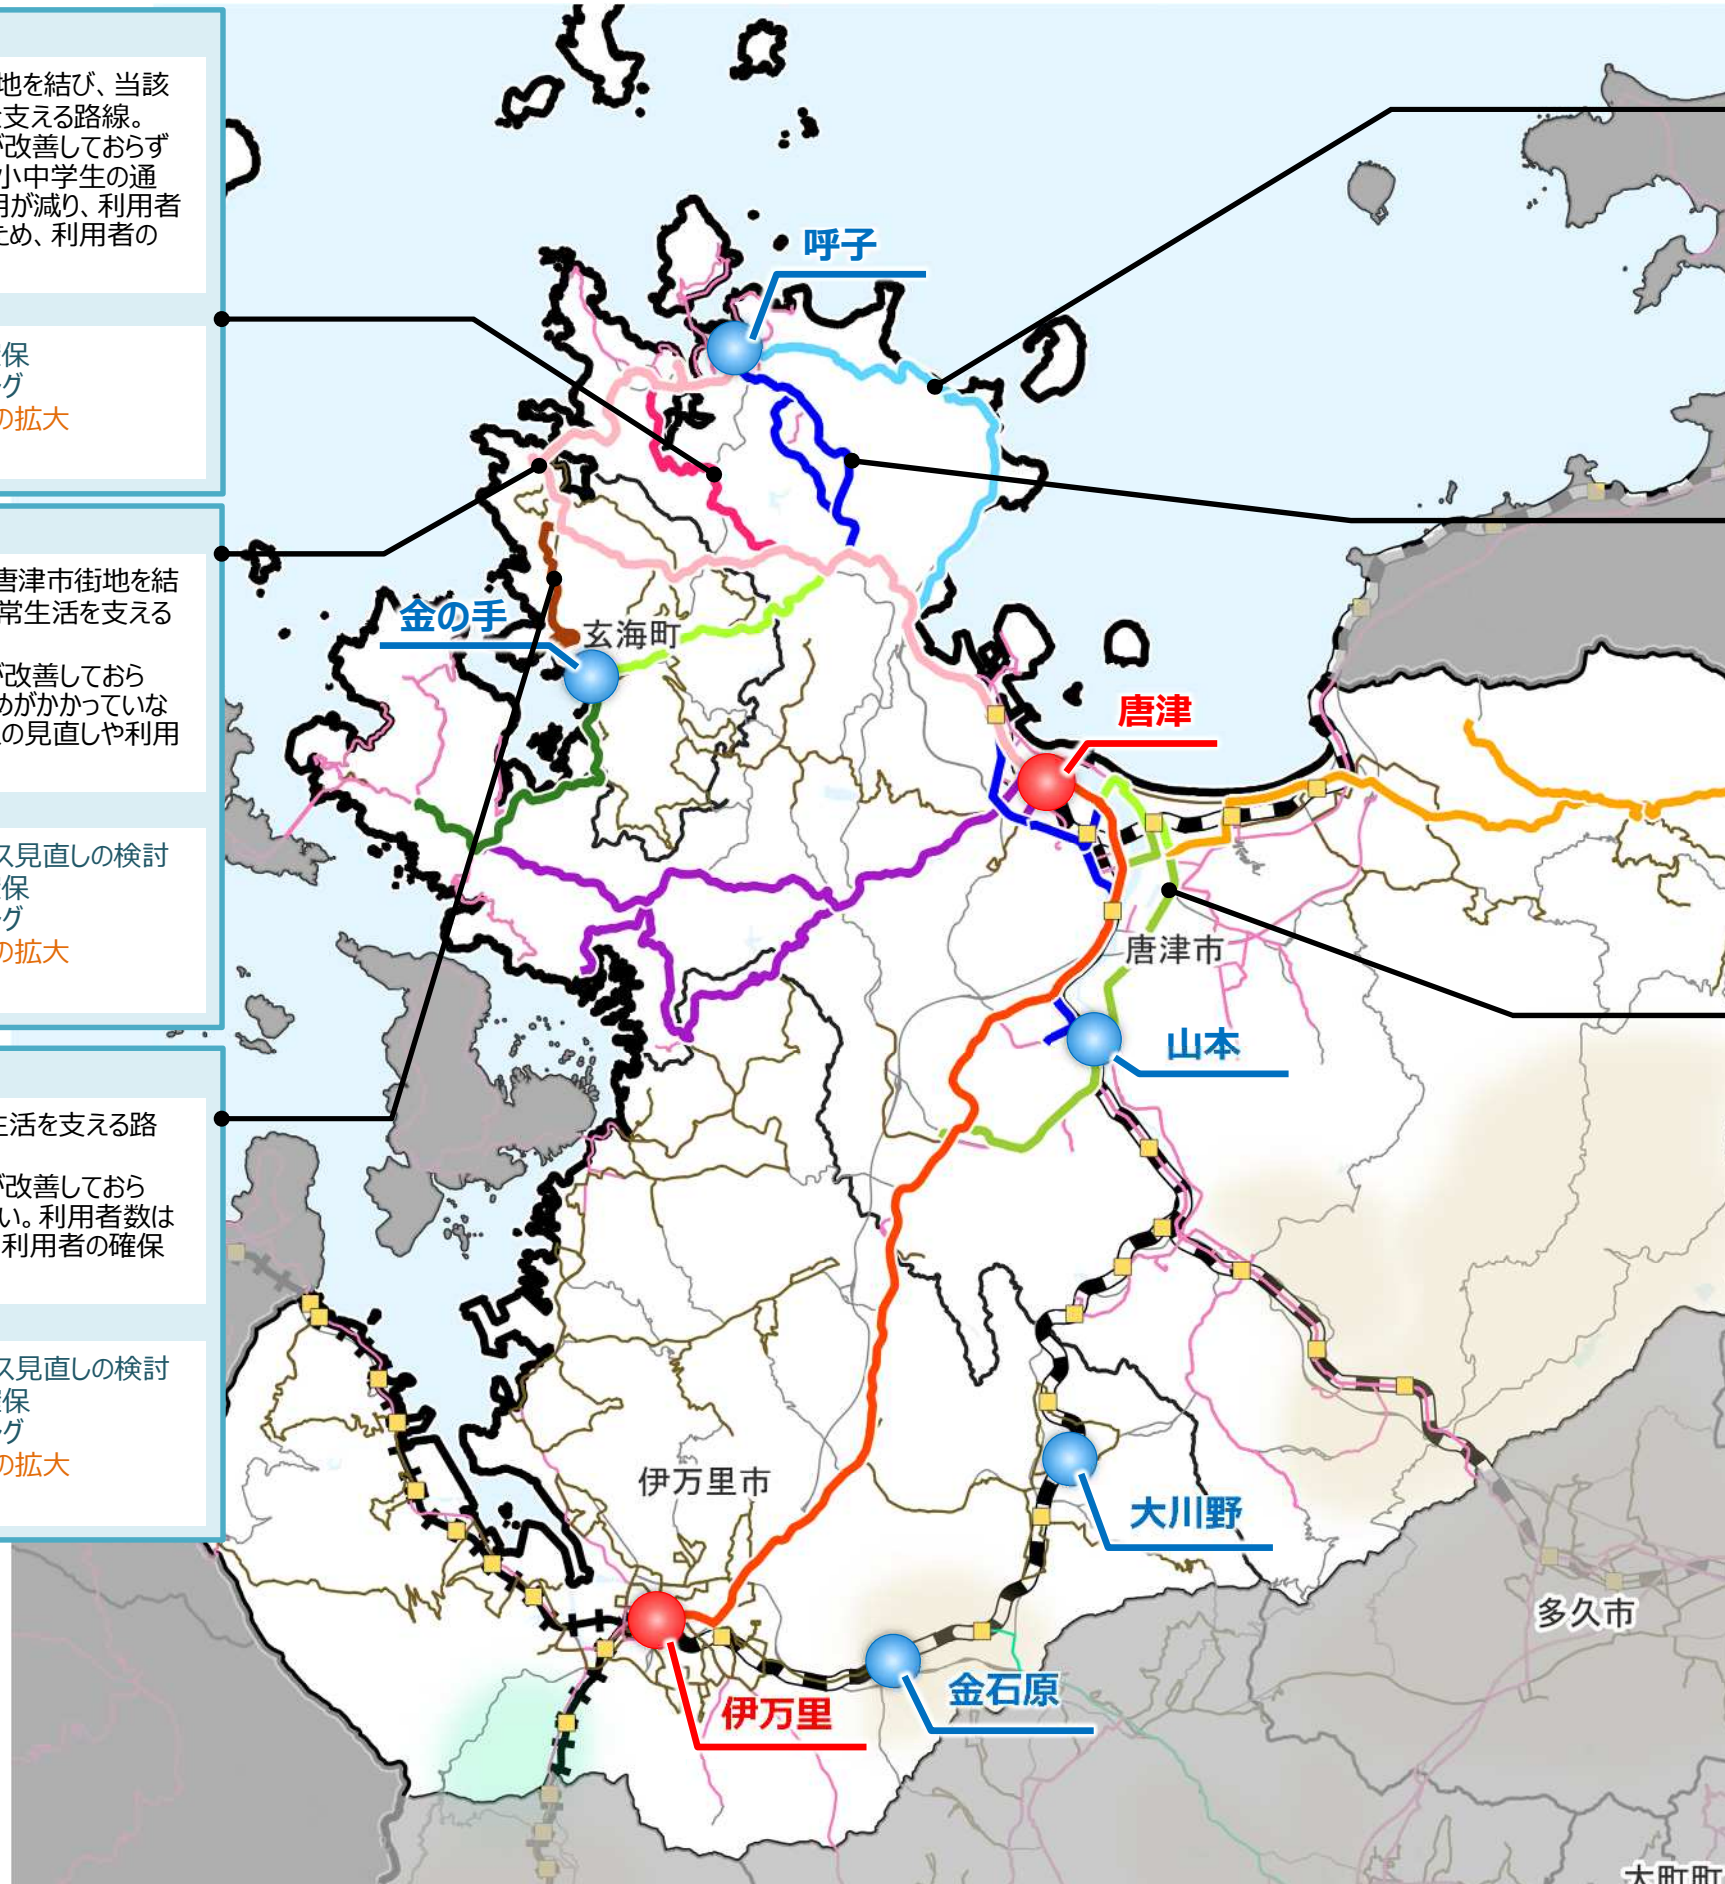 地を結び、当該
支える路線。
が改善しておらず
小中学生の通
用が減り、利用者
ため、利用者の
保
グ
の拡大
唐津市街地を結
常生活を支える
が改善しておら
めがかかっていな
の見直しや利用
ス見直しの検討
保
グ
の拡大
生活を支える路
が改善しておら
い。利用者数は
利用者の確保
ス見直しの検討
保
グ
の拡大
呼子
金の手
玄海町
唐津
唐津市
山本
伊万里市
大川野
多久市
金石原
伊万里
大町町